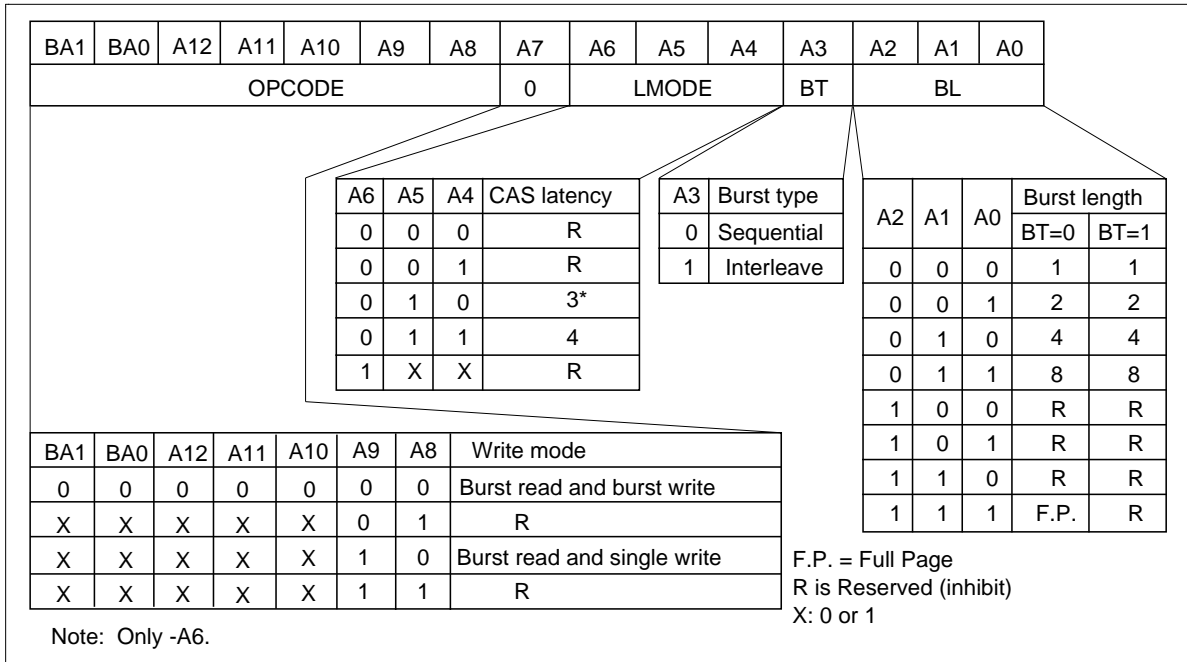 BA1 BA0 A12 A11 A10 A9 A8 A7 A6 A5 A4 A3 A2 A1 A0
OPCODE 0 LMODE BT BL
A6 A5 A4 CAS latency
0 0 0 R
0 0 1 R
0 1 0 3*
0 1 1 4
1 X X R
A3 Burst type
0 Sequential
1 Interleave
A2 A1 A0 Burst length
BT=0 BT=1
0 0 0 1 1
0 0 1 2 2
0 1 0 4 4
0 1 1 8 8
1 0 0 R R
1 0 1 R R
1 1 0 R R
1 1 1 F.P. R
BA1 BA0 A12 A11 A10 A9 A8 Write mode
0 0 0 0 0 0 0 Burst read and burst write
X X X X X 0 1 R
X X X X X 1 0 Burst read and single write
X X X X X 1 1 R
F.P. = Full Page
R is Reserved (inhibit)
X: 0 or 1
Note: Only -A6.